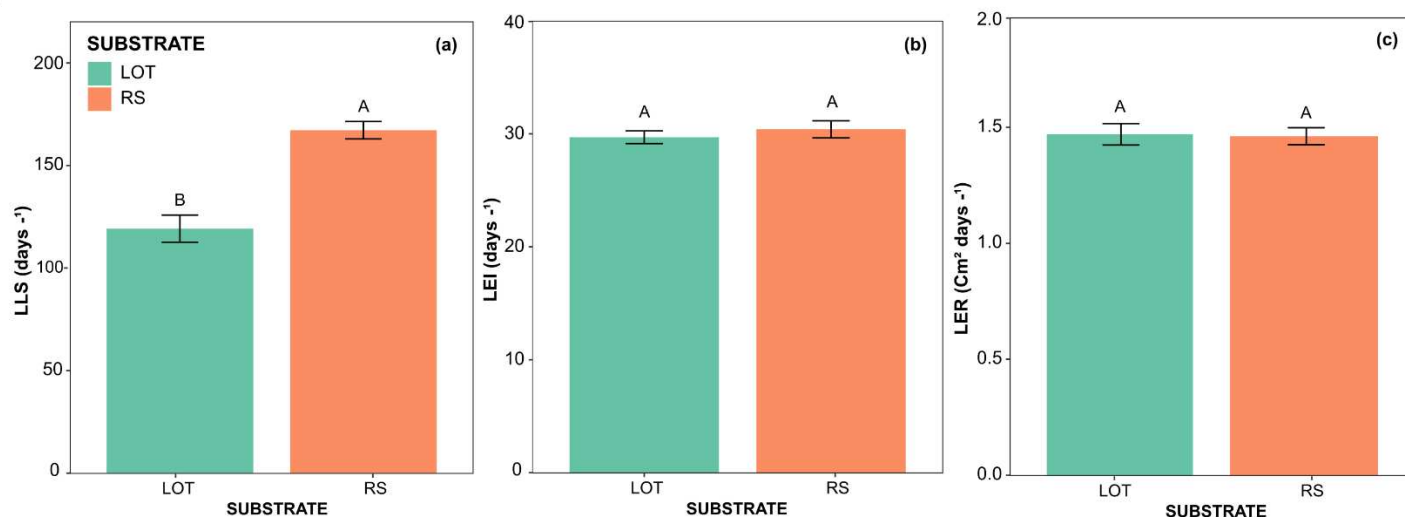 SUBSTRATE
LOT
RS
(a)
200
150
100
50
0
LLS (days -¹)
B
A
LOT
RS
SUBSTRATE
(b)
40
30
20
10
0
LEI (days -¹)
A
A
LOT
RS
SUBSTRATE
(c)
2.0
1.5
1.0
0.5
0.0
LER (Cm² days -¹)
A
A
LOT
RS
SUBSTRATE